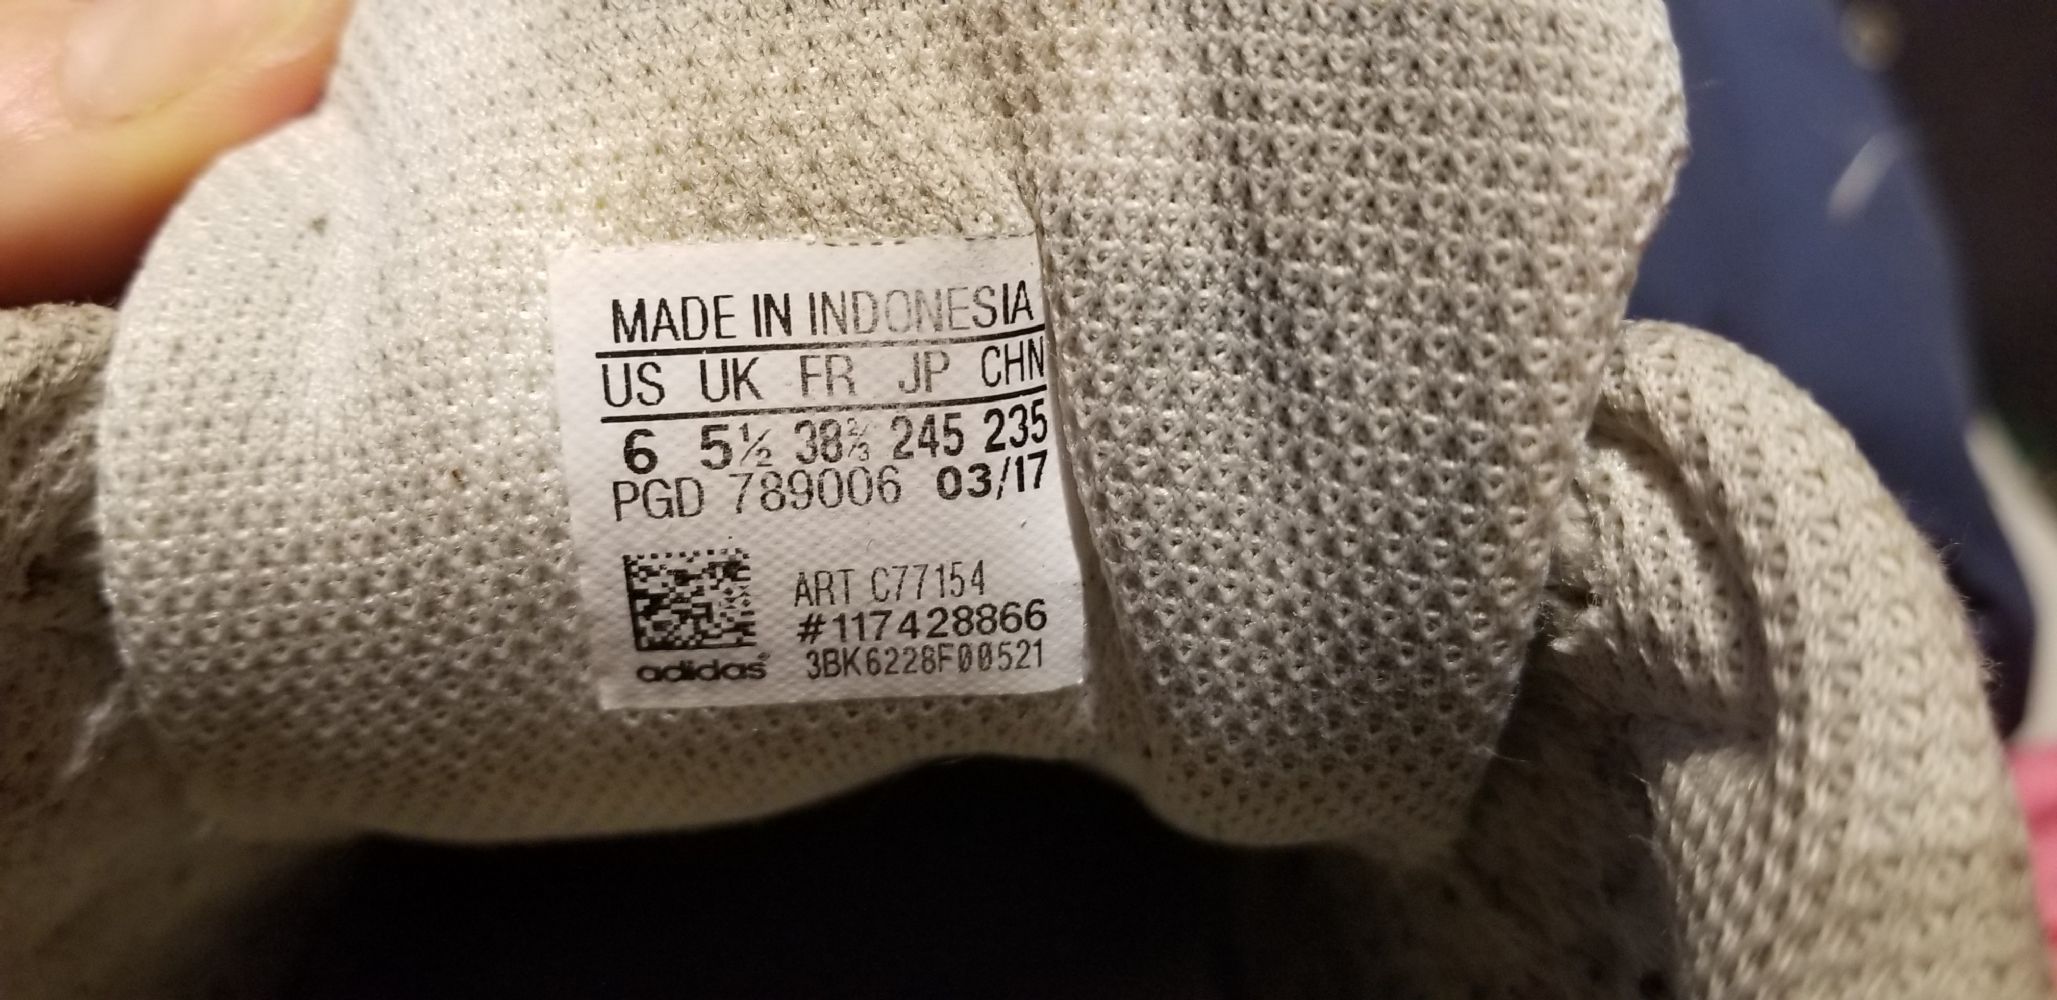 MADE IN INDONESIA
US UK FR JP CHN
6 5½ 38⅔ 245 235
PGD 789006 03/17
ART C77154
#117428866
adidas® 3BK6228F00521